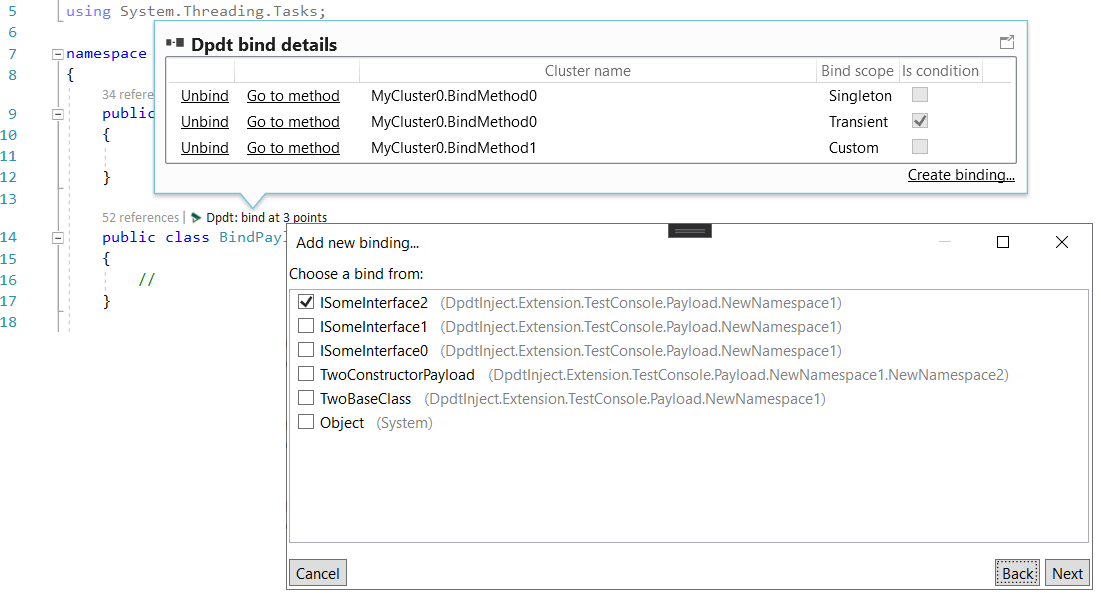 5 using System.Threading.Tasks;
6
7 namespace
8 {
34 refere
9 public
10 {
11
12 }
13
Dpdt bind details
Cluster name Bind scope Is condition
Unbind Go to method MyCluster0.BindMethod0 Singleton
Unbind Go to method MyCluster0.BindMethod0 Transient
Unbind Go to method MyCluster0.BindMethod1 Custom
Create binding...
52 references | Dpdt: bind at 3 points
14 public class BindPayl
15 {
16 //
17 }
18
Add new binding...
Choose a bind from:
ISomeInterface2 (DpdtInject.Extension.TestConsole.Payload.NewNamespace1)
ISomeInterface1 (DpdtInject.Extension.TestConsole.Payload.NewNamespace1)
ISomeInterface0 (DpdtInject.Extension.TestConsole.Payload.NewNamespace1)
TwoConstructorPayload (DpdtInject.Extension.TestConsole.Payload.NewNamespace1.NewNamespace2)
TwoBaseClass (DpdtInject.Extension.TestConsole.Payload.NewNamespace1)
Object (System)
Cancel Back Next